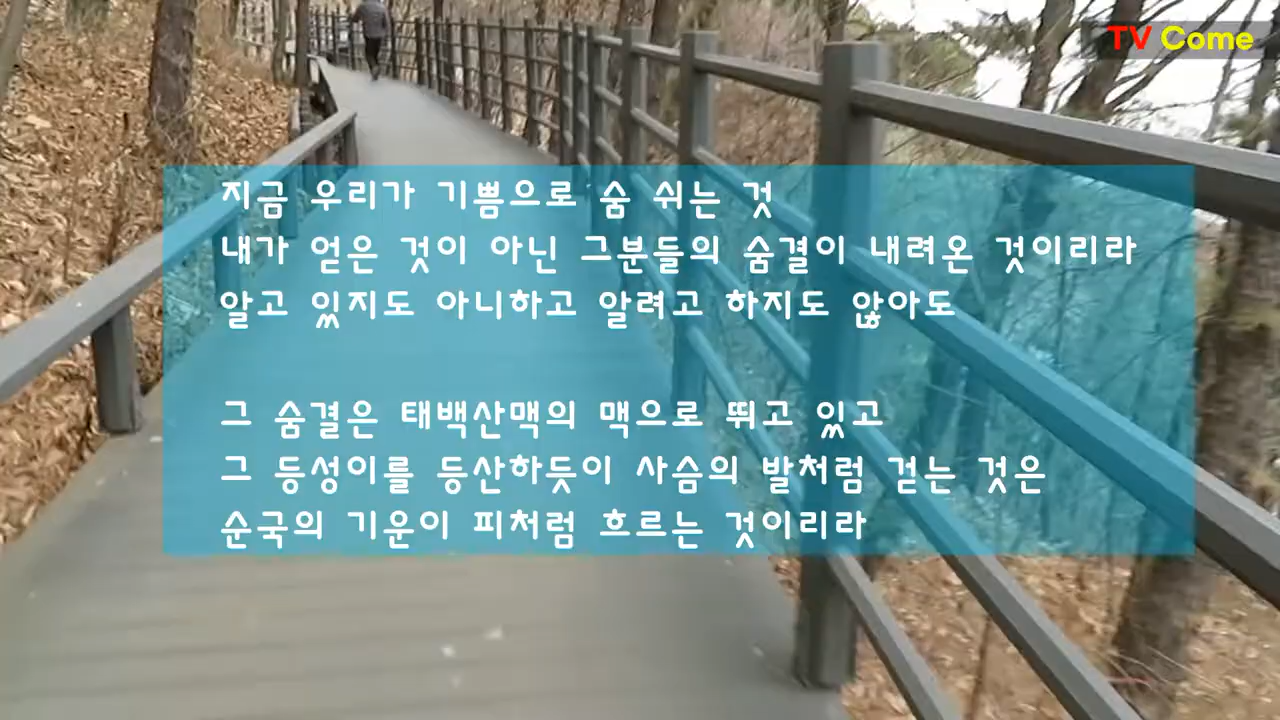 TV Come
지금 우리가 기쁨으로 숨 쉬는 것
내가 얻은 것이 아닌 그분들의 숨결이 내려온 것이리라
알고 있지도 아니하고 알려고 하지도 않아도
그 숨결은 태백산맥의 맥으로 뛰고 있고
그 등성이를 등산하듯이 사슴의 발처럼 걷는 것은
순국의 기운이 피처럼 흐르는 것이리라